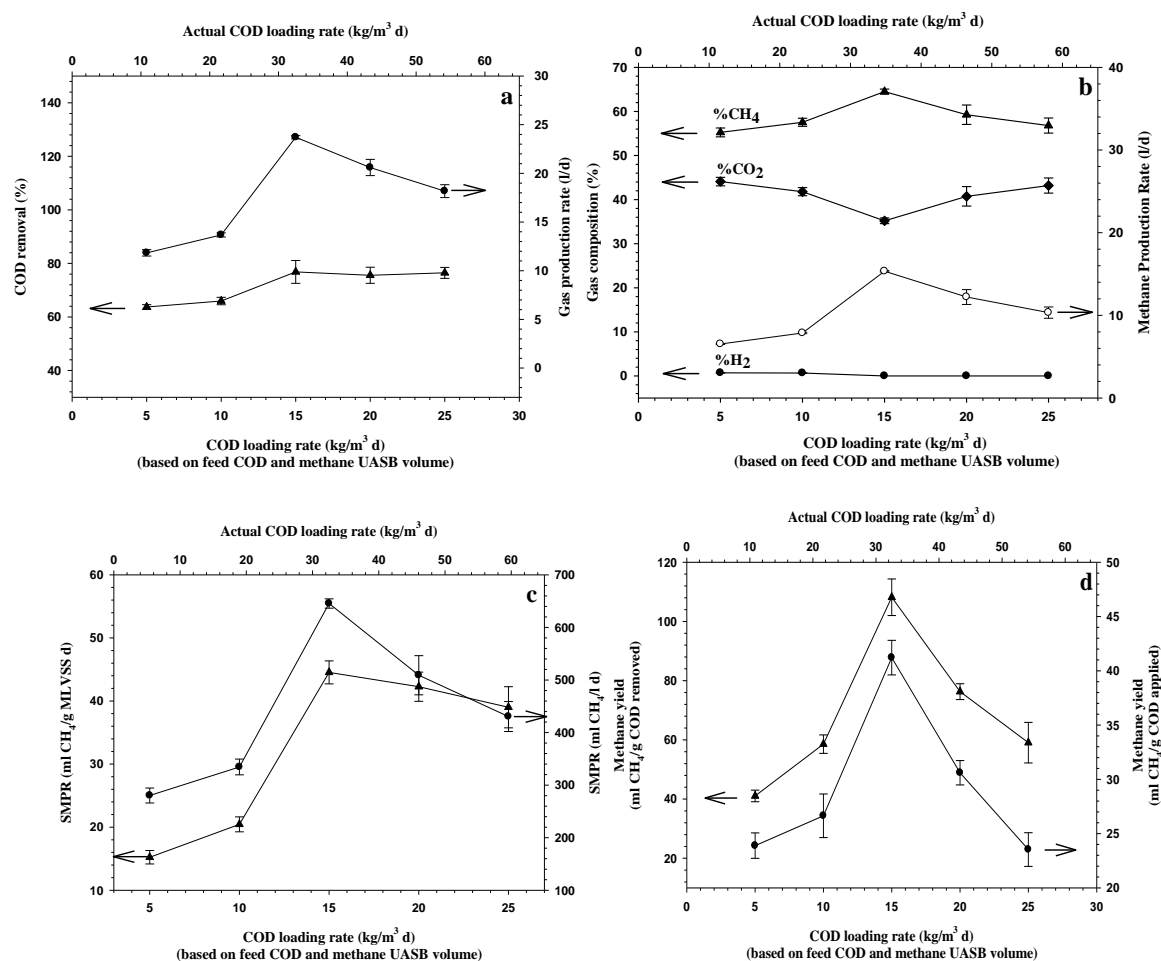 Actual COD loading rate (kg/m³ d)
0 10 20 30 40 50 60
a
140
120
100
80
60
40
COD removal (%)
30
25
20
15
10
5
0
Gas production rate (l/d)
0 5 10 15 20 25 30
COD loading rate (kg/m³ d)
(based on feed COD and methane UASB volume)
Actual COD loading rate (kg/m³ d)
0 10 20 30 40 50 60
b
70
60
50
40
30
20
10
0
Gas composition (%)
%CH₄
%CO₂
%H₂
40
30
20
10
0
Methane Production Rate (l/d)
0 5 10 15 20 25
COD loading rate (kg/m³ d)
(based on feed COD and methane UASB volume)
Actual COD loading rate (kg/m³ d)
0 10 20 30 40 50 60
c
60
50
40
30
20
10
SMPR (ml CH₄/g MLVSS d)
700
600
500
400
300
200
100
SMPR (ml CH₄/l d)
5 10 15 20 25
COD loading rate (kg/m³ d)
(based on feed COD and methane UASB volume)
Actual COD loading rate (kg/m³ d)
0 10 20 30 40 50 60
d
120
100
80
60
40
20
Methane yield
(ml CH₄/g COD removed)
50
45
40
35
30
25
20
Methane yield
(ml CH₄/g COD applied)
0 5 10 15 20 25 30
COD loading rate (kg/m³ d)
(based on feed COD and methane UASB volume)